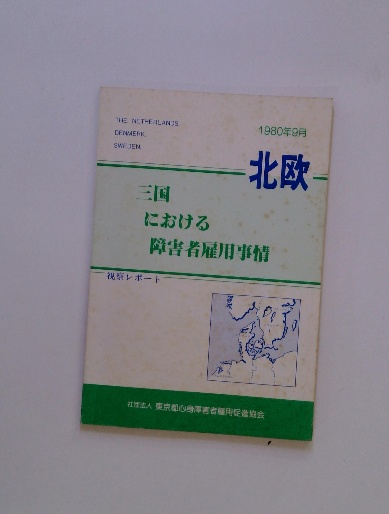 THE NETHERLANDS.
DENMERK.
SWEDEN.
1980年9月
北欧
三国
における
障害者雇用事情
視察レポート
社団法人 東京都心身障害者雇用促進協会